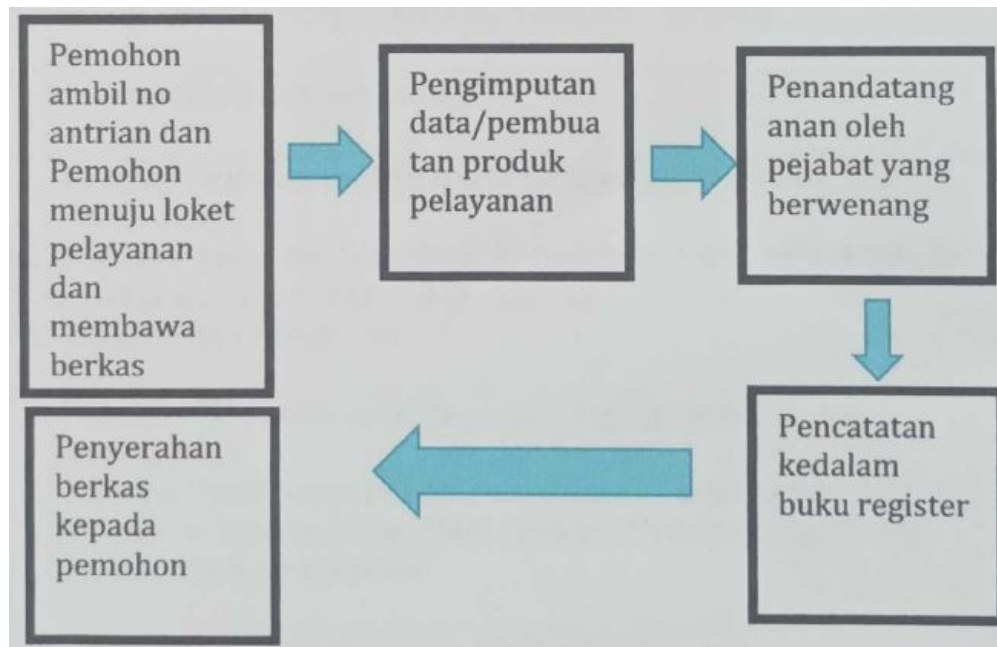 Pemohon
ambil no
antrian dan
Pemohon
menuju loket
pelayanan
dan
membawa
berkas
Pengimputan
data/pembua
tan produk
pelayanan
Penandatang
anan oleh
pejabat yang
berwenang
Pencatatan
kedalam
buku register
Penyerahan
berkas
kepada
pemohon